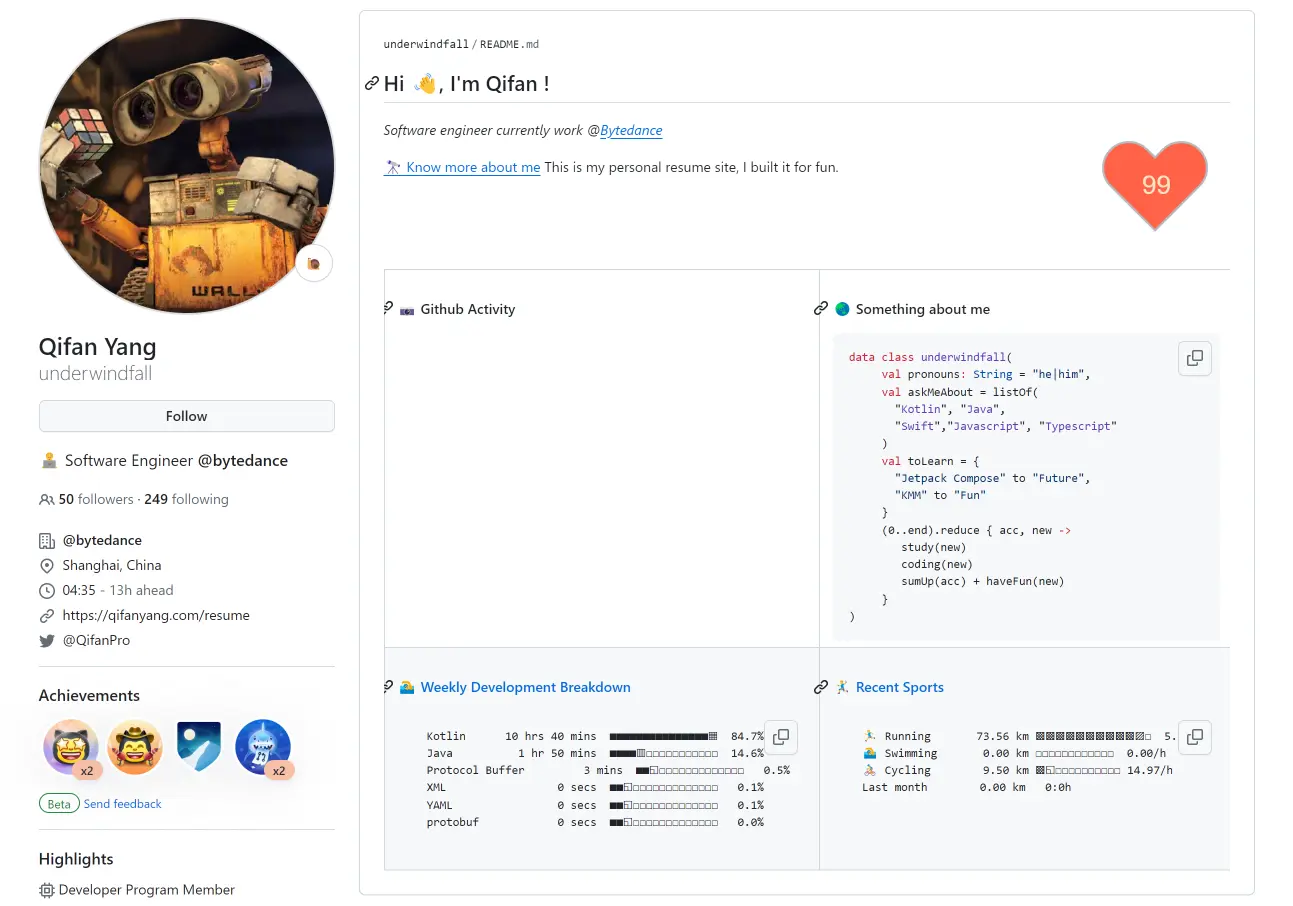 WALL·E
Qifan Yang
underwindfall
Follow
Software Engineer @bytedance
50 followers · 249 following
@bytedance
Shanghai, China
04:35 - 13h ahead
https://qifanyang.com/resume
@QifanPro
Achievements
x2
x2
Beta Send feedback
Highlights
Developer Program Member
underwindfall/README.md
Hi 👋, I'm Qifan !
Software engineer currently work @Bytedance
🔭 Know more about me This is my personal resume site, I built it for fun.
99
📷 Github Activity
🌏 Something about me
data class underwindfall(
val pronouns: String = "he|him",
val askMeAbout = listOf(
"Kotlin", "Java",
"Swift","Javascript", "Typescript"
)
val toLearn = {
"Jetpack Compose" to "Future",
"KMM" to "Fun"
}
(0..end).reduce { acc, new ->
study(new)
coding(new)
sumUp(acc) + haveFun(new)
}
)
🏊 Weekly Development Breakdown
Kotlin 10 hrs 40 mins 84.7%
Java 1 hr 50 mins 14.6%
Protocol Buffer 3 mins 0.5%
XML 0 secs 0.1%
YAML 0 secs 0.1%
protobuf 0 secs 0.0%
🏃 Recent Sports
Running 73.56 km 5.
Swimming 0.00 km 0.00/h
Cycling 9.50 km 14.97/h
Last month 0.00 km 0:0h